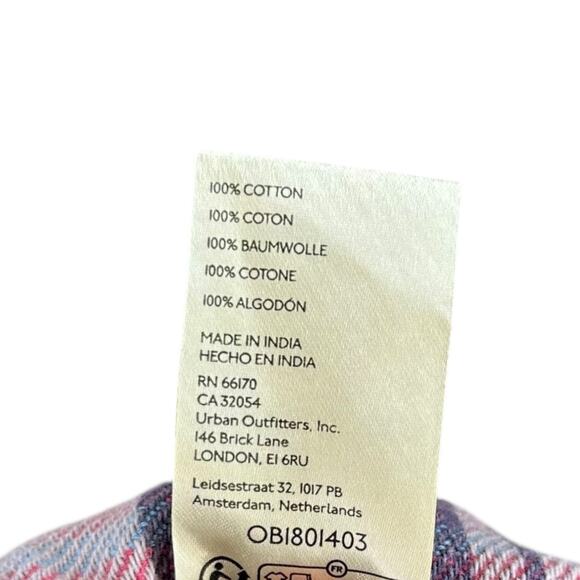 100% COTTON
100% COTON
100% BAUMWOLLE
100% COTONE
100% ALGODÓN
MADE IN INDIA
HECHO EN INDIA
RN 66170
CA 32054
Urban Outfitters, Inc.
146 Brick Lane
LONDON, E1 6RU
Leidsestraat 32, 1017 PB
Amsterdam, Netherlands
OB1801403
FR